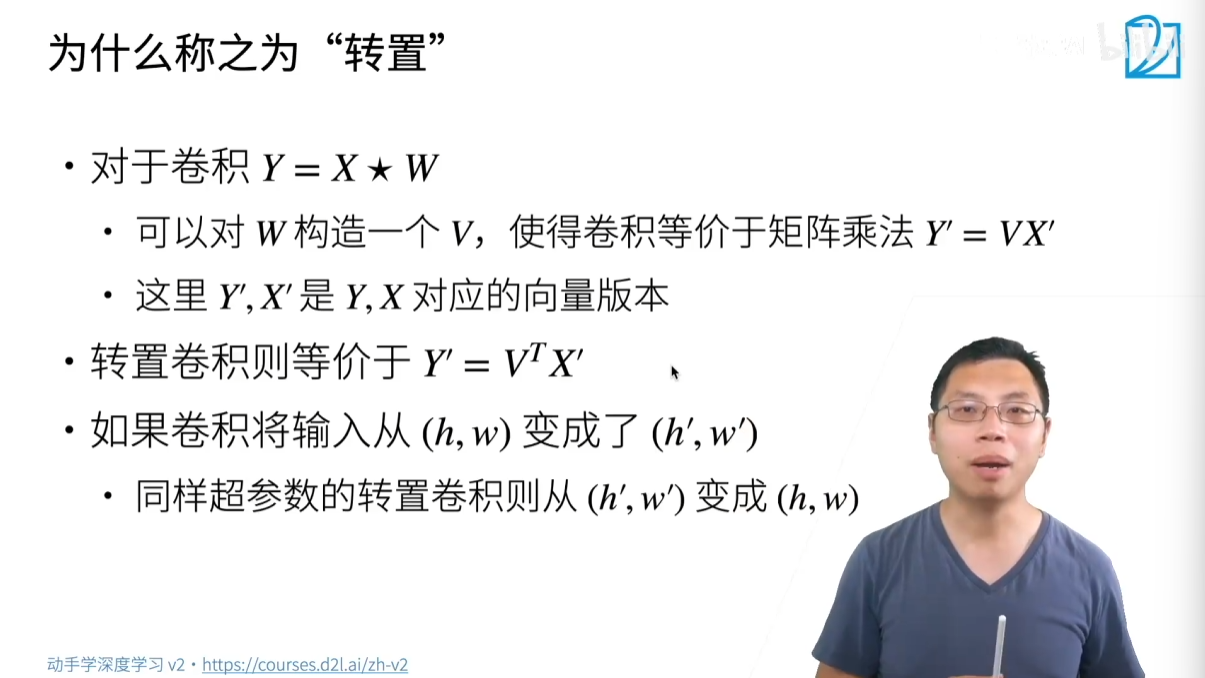 为什么称之为“转置”
• 对于卷积 Y = X ★ W
• 可以对 W 构造一个 V，使得卷积等价于矩阵乘法 Y′ = VX′
• 这里 Y′, X′ 是 Y, X 对应的向量版本
• 转置卷积则等价于 Y′ = VᵀX′
• 如果卷积将输入从 (h, w) 变成了 (h′, w′)
• 同样超参数的转置卷积则从 (h′, w′) 变成 (h, w)
动手学深度学习 v2 • https://courses.d2l.ai/zh-v2